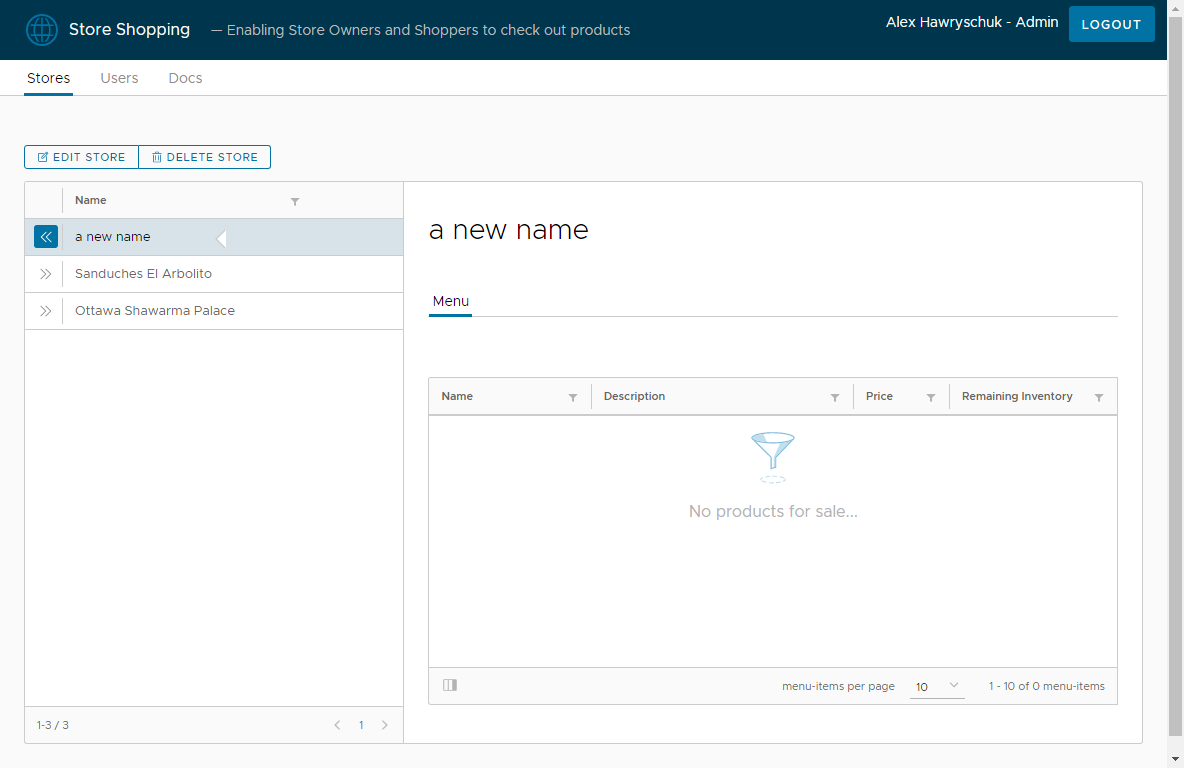 Store Shopping — Enabling Store Owners and Shoppers to check out products
Alex Hawryschuk - Admin LOGOUT
Stores Users Docs
EDIT STORE DELETE STORE
Name
a new name
Sanduches El Arbolito
Ottawa Shawarma Palace
1-3 / 3 1
a new name
Menu
Name Description Price Remaining Inventory
No products for sale...
menu-items per page 10 1 - 10 of 0 menu-items